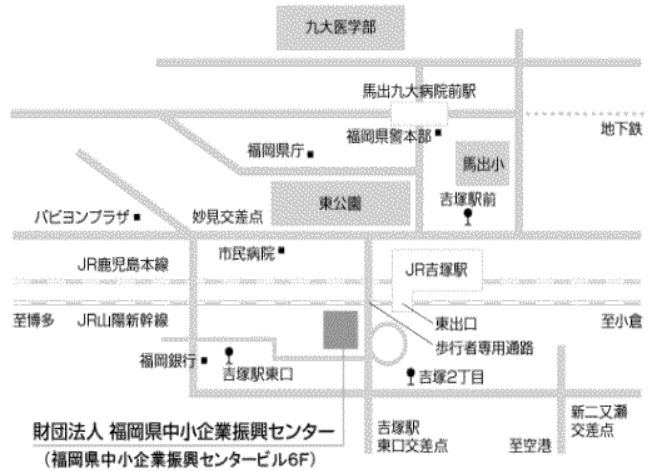 九大医学部
馬出九大病院前駅
地下鉄
福岡県警本部
福岡県庁
馬出小
東公園
吉塚駅前
パピヨンプラザ
妙見交差点
市民病院
JR鹿児島本線
JR吉塚駅
至博多
JR山陽新幹線
東出口
至小倉
歩行者専用通路
福岡銀行
吉塚駅東口
吉塚2丁目
財団法人 福岡県中小企業振興センター
(福岡県中小企業振興センタービル6F)
吉塚駅
東口交差点
至空港
新二又瀬
交差点